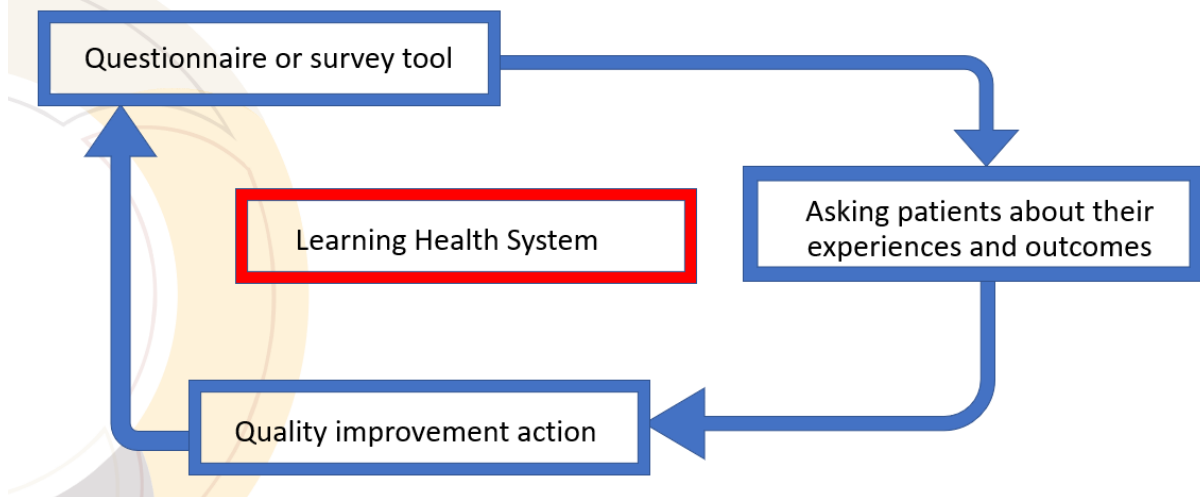 Questionnaire or survey tool
Learning Health System
Asking patients about their
experiences and outcomes
Quality improvement action